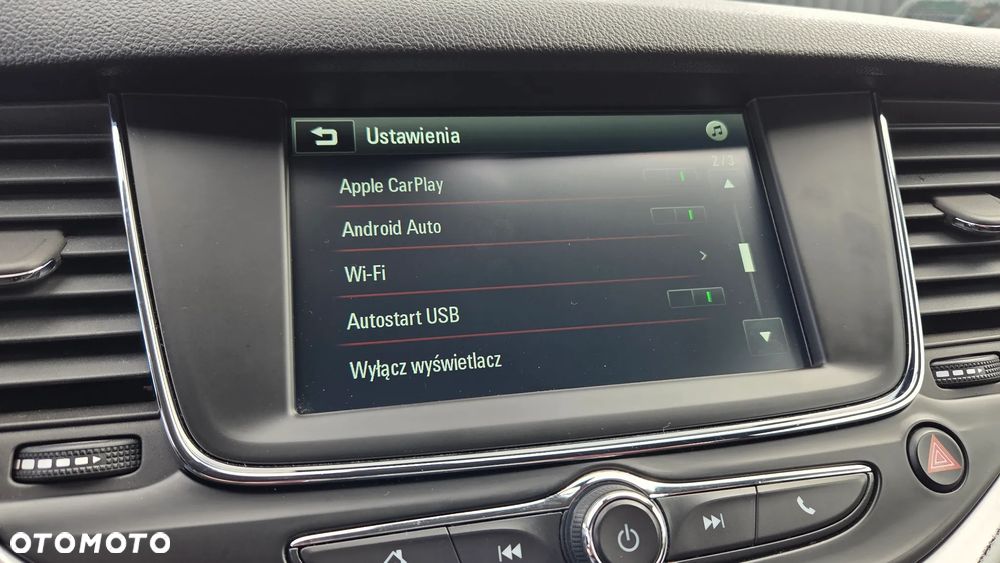 Ustawienia
2/3
Apple CarPlay
Android Auto
Wi-Fi
Autostart USB
Wyłącz wyświetlacz
OTOMOTO